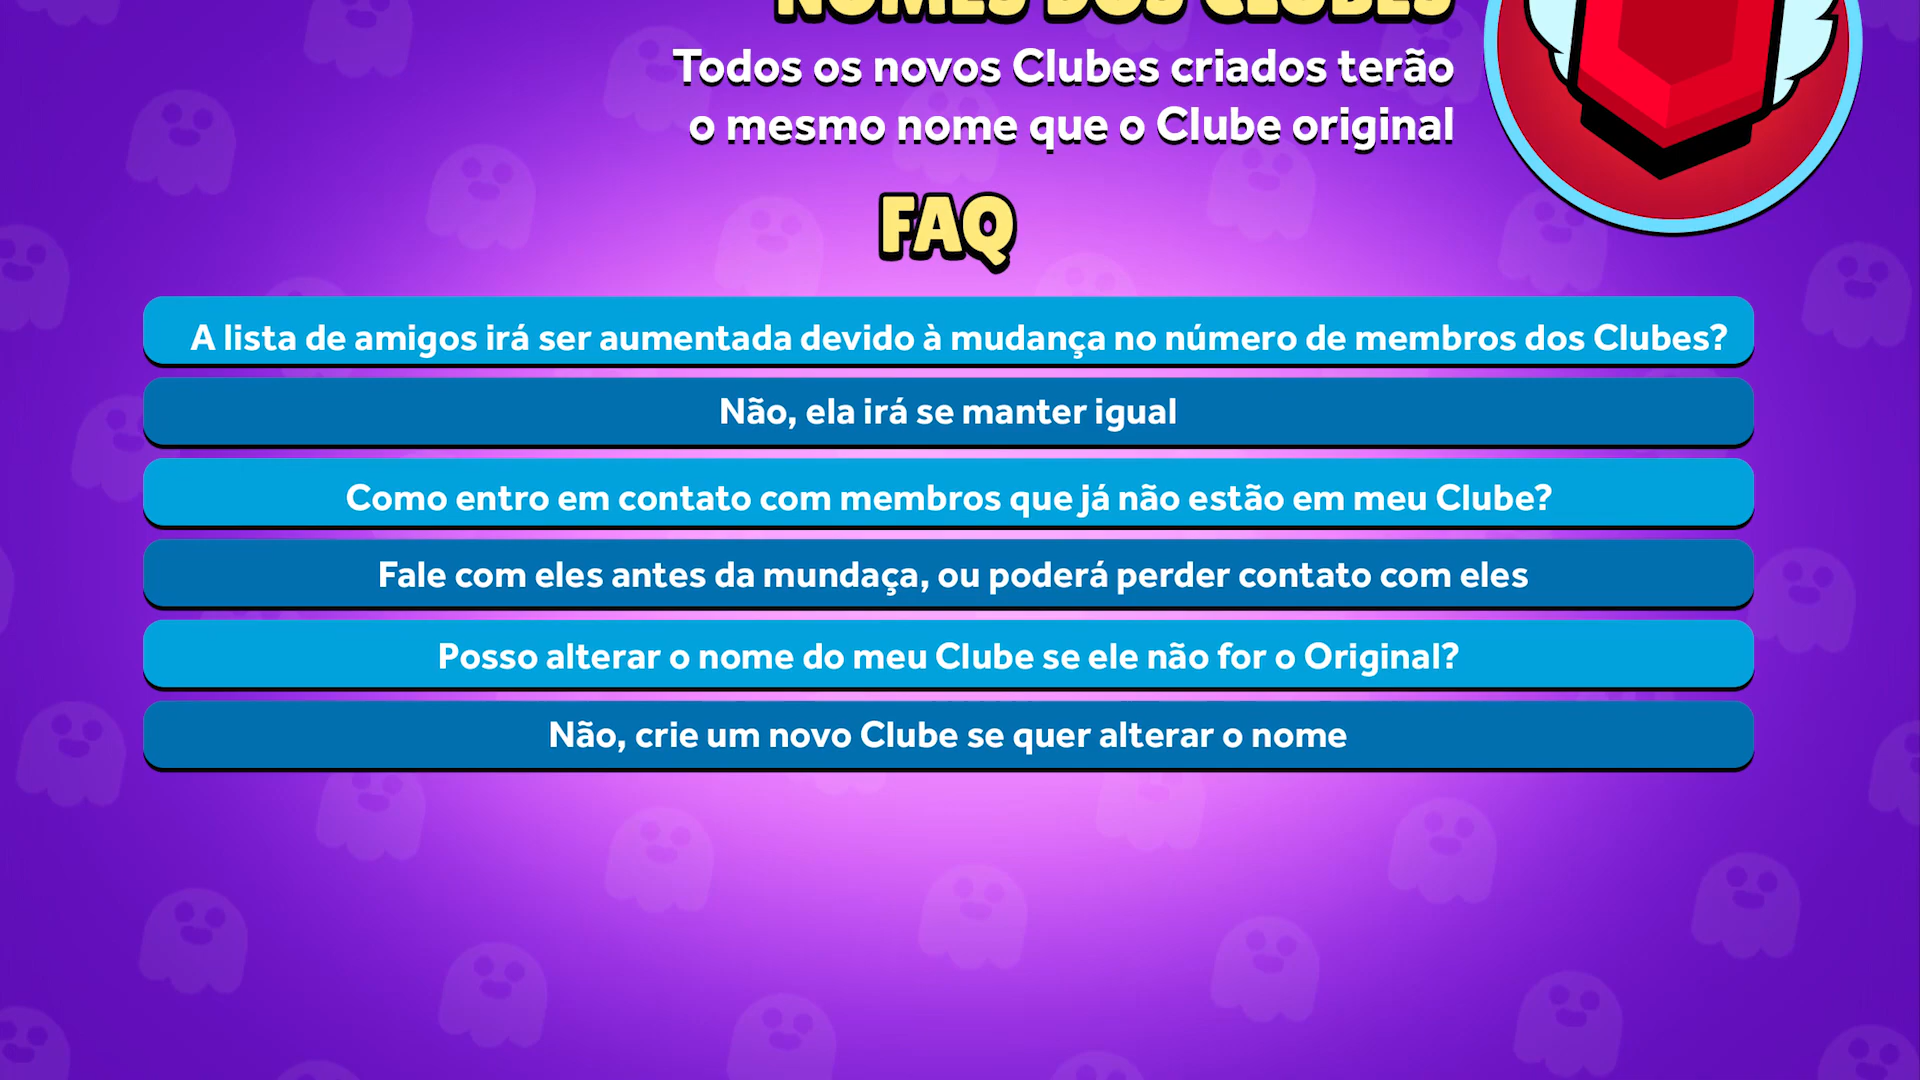 NOMES DOS CLUBES
Todos os novos Clubes criados terão
o mesmo nome que o Clube original
FAQ
A lista de amigos irá ser aumentada devido à mudança no número de membros dos Clubes?
Não, ela irá se manter igual
Como entro em contato com membros que já não estão em meu Clube?
Fale com eles antes da mundaça, ou poderá perder contato com eles
Posso alterar o nome do meu Clube se ele não for o Original?
Não, crie um novo Clube se quer alterar o nome